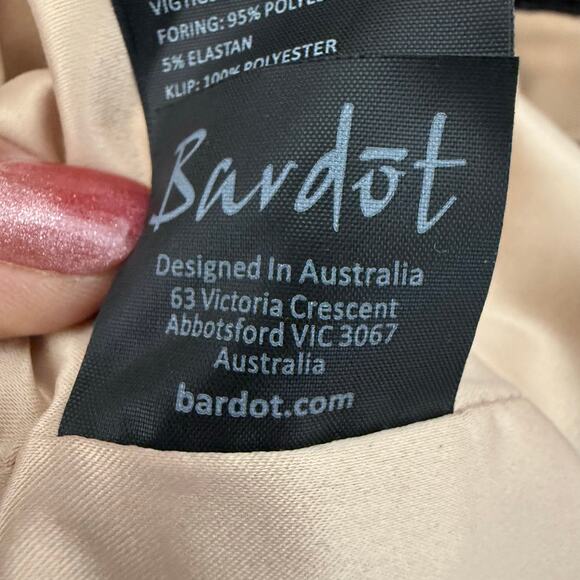 FORING: 95%
5% ELASTAN
KLIP: 100% POLYESTER
Bardōt
Designed In Australia
63 Victoria Crescent
Abbotsford VIC 3067
Australia
bardot.com